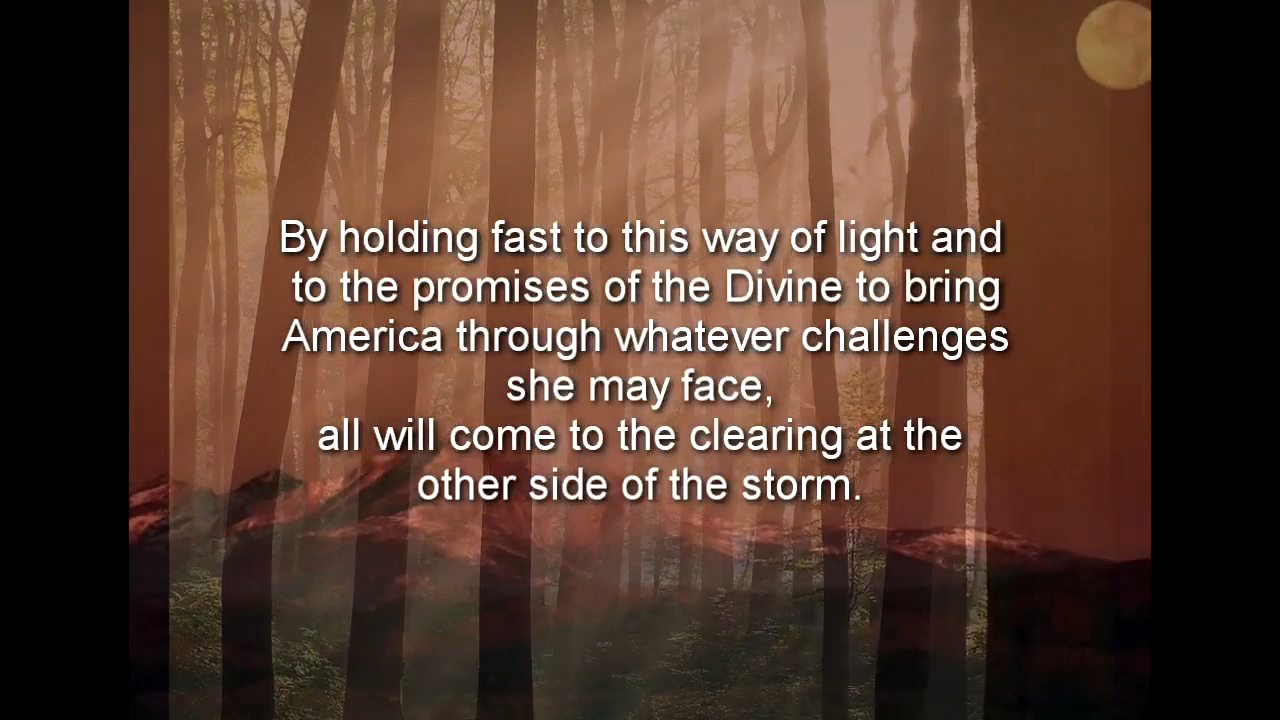 By holding fast to this way of light and
to the promises of the Divine to bring
America through whatever challenges
she may face,
all will come to the clearing at the
other side of the storm.